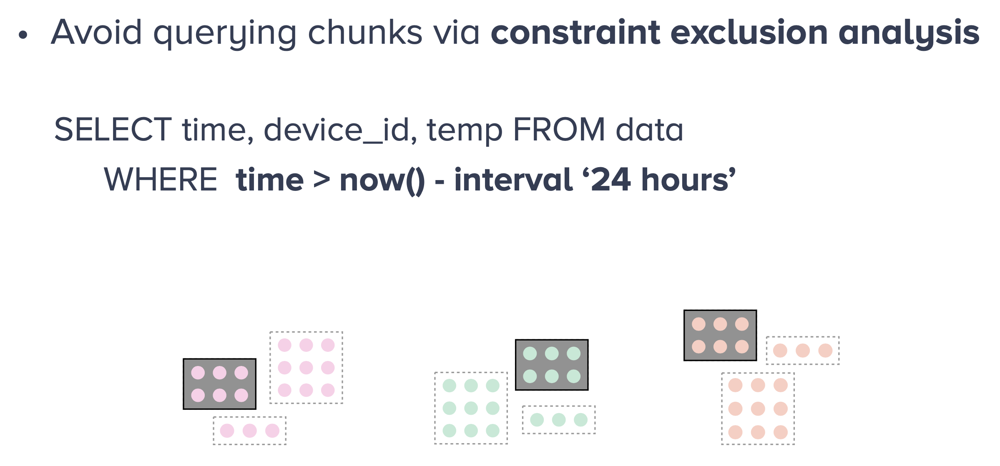 • Avoid querying chunks via constraint exclusion analysis
SELECT time, device_id, temp FROM data
WHERE time > now() - interval ‘24 hours’